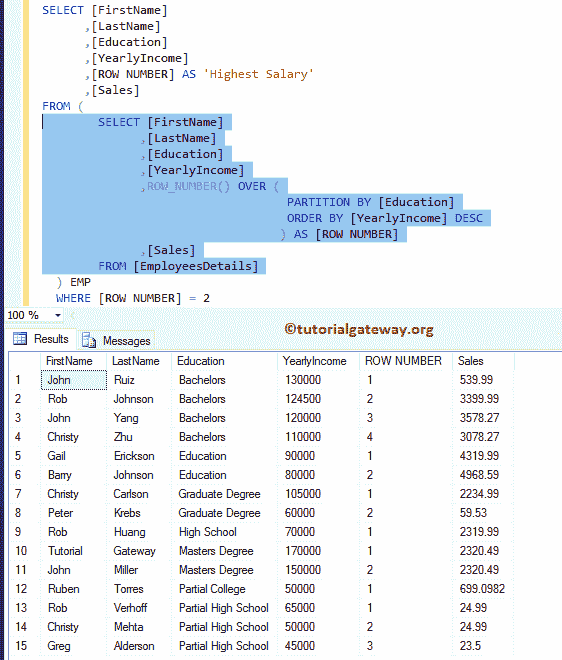 SELECT [FirstName]
,[LastName]
,[Education]
,[YearlyIncome]
,[ROW NUMBER] AS 'Highest Salary'
,[Sales]
FROM (
SELECT [FirstName]
,[LastName]
,[Education]
,[YearlyIncome]
,ROW_NUMBER() OVER (
PARTITION BY [Education]
ORDER BY [YearlyIncome] DESC
) AS [ROW NUMBER]
,[Sales]
FROM [EmployeesDetails]
) EMP
WHERE [ROW NUMBER] = 2
100 %
©tutorialgateway.org
Results Messages
FirstName LastName Education YearlyIncome ROW NUMBER Sales
1 John Ruiz Bachelors 130000 1 539.99
2 Rob Johnson Bachelors 124500 2 3399.99
3 John Yang Bachelors 120000 3 3578.27
4 Christy Zhu Bachelors 110000 4 3078.27
5 Gail Erickson Education 90000 1 4319.99
6 Barry Johnson Education 80000 2 4968.59
7 Christy Carlson Graduate Degree 105000 1 2234.99
8 Peter Krebs Graduate Degree 60000 2 59.53
9 Rob Huang High School 70000 1 2319.99
10 Tutorial Gateway Masters Degree 170000 1 2320.49
11 John Miller Masters Degree 150000 2 2320.49
12 Ruben Torres Partial College 50000 1 699.0982
13 Rob Verhoff Partial High School 65000 1 24.99
14 Christy Mehta Partial High School 50000 2 24.99
15 Greg Alderson Partial High School 45000 3 23.5